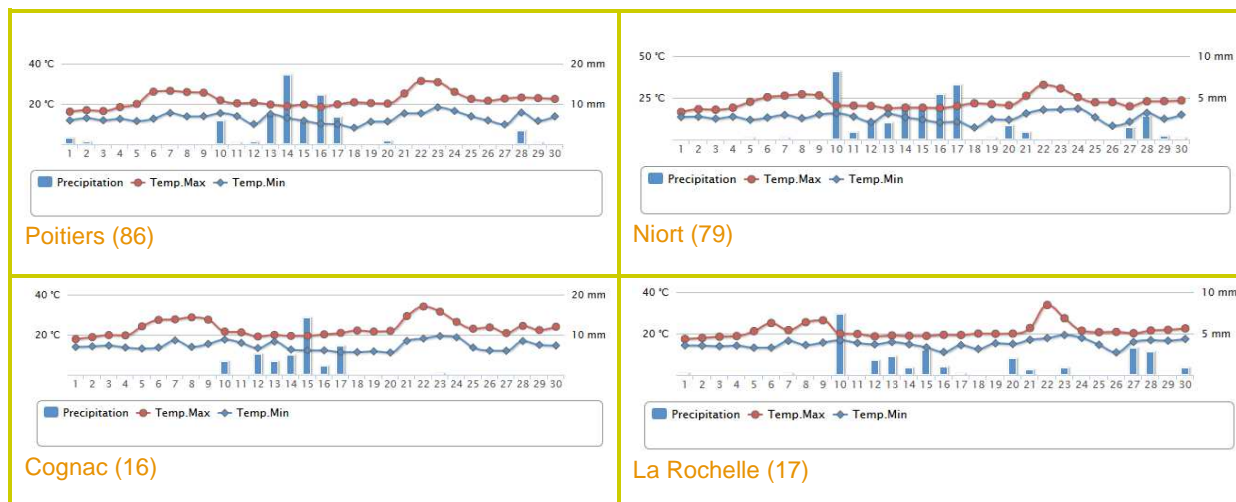 40 °C 20 mm
20 °C 10 mm
1 2 3 4 5 6 7 8 9 10 11 12 13 14 15 16 17 18 19 20 21 22 23 24 25 26 27 28 29 30
Precipitation Temp.Max Temp.Min
Poitiers (86)
50 °C 10 mm
25 °C 5 mm
1 2 3 4 5 6 7 8 9 10 11 12 13 14 15 16 17 18 19 20 21 22 23 24 25 26 27 28 29 30
Precipitation Temp.Max Temp.Min
Niort (79)
40 °C 20 mm
20 °C 10 mm
1 2 3 4 5 6 7 8 9 10 11 12 13 14 15 16 17 18 19 20 21 22 23 24 25 26 27 28 29 30
Precipitation Temp.Max Temp.Min
Cognac (16)
40 °C 10 mm
20 °C 5 mm
1 2 3 4 5 6 7 8 9 10 11 12 13 14 15 16 17 18 19 20 21 22 23 24 25 26 27 28 29 30
Precipitation Temp.Max Temp.Min
La Rochelle (17)